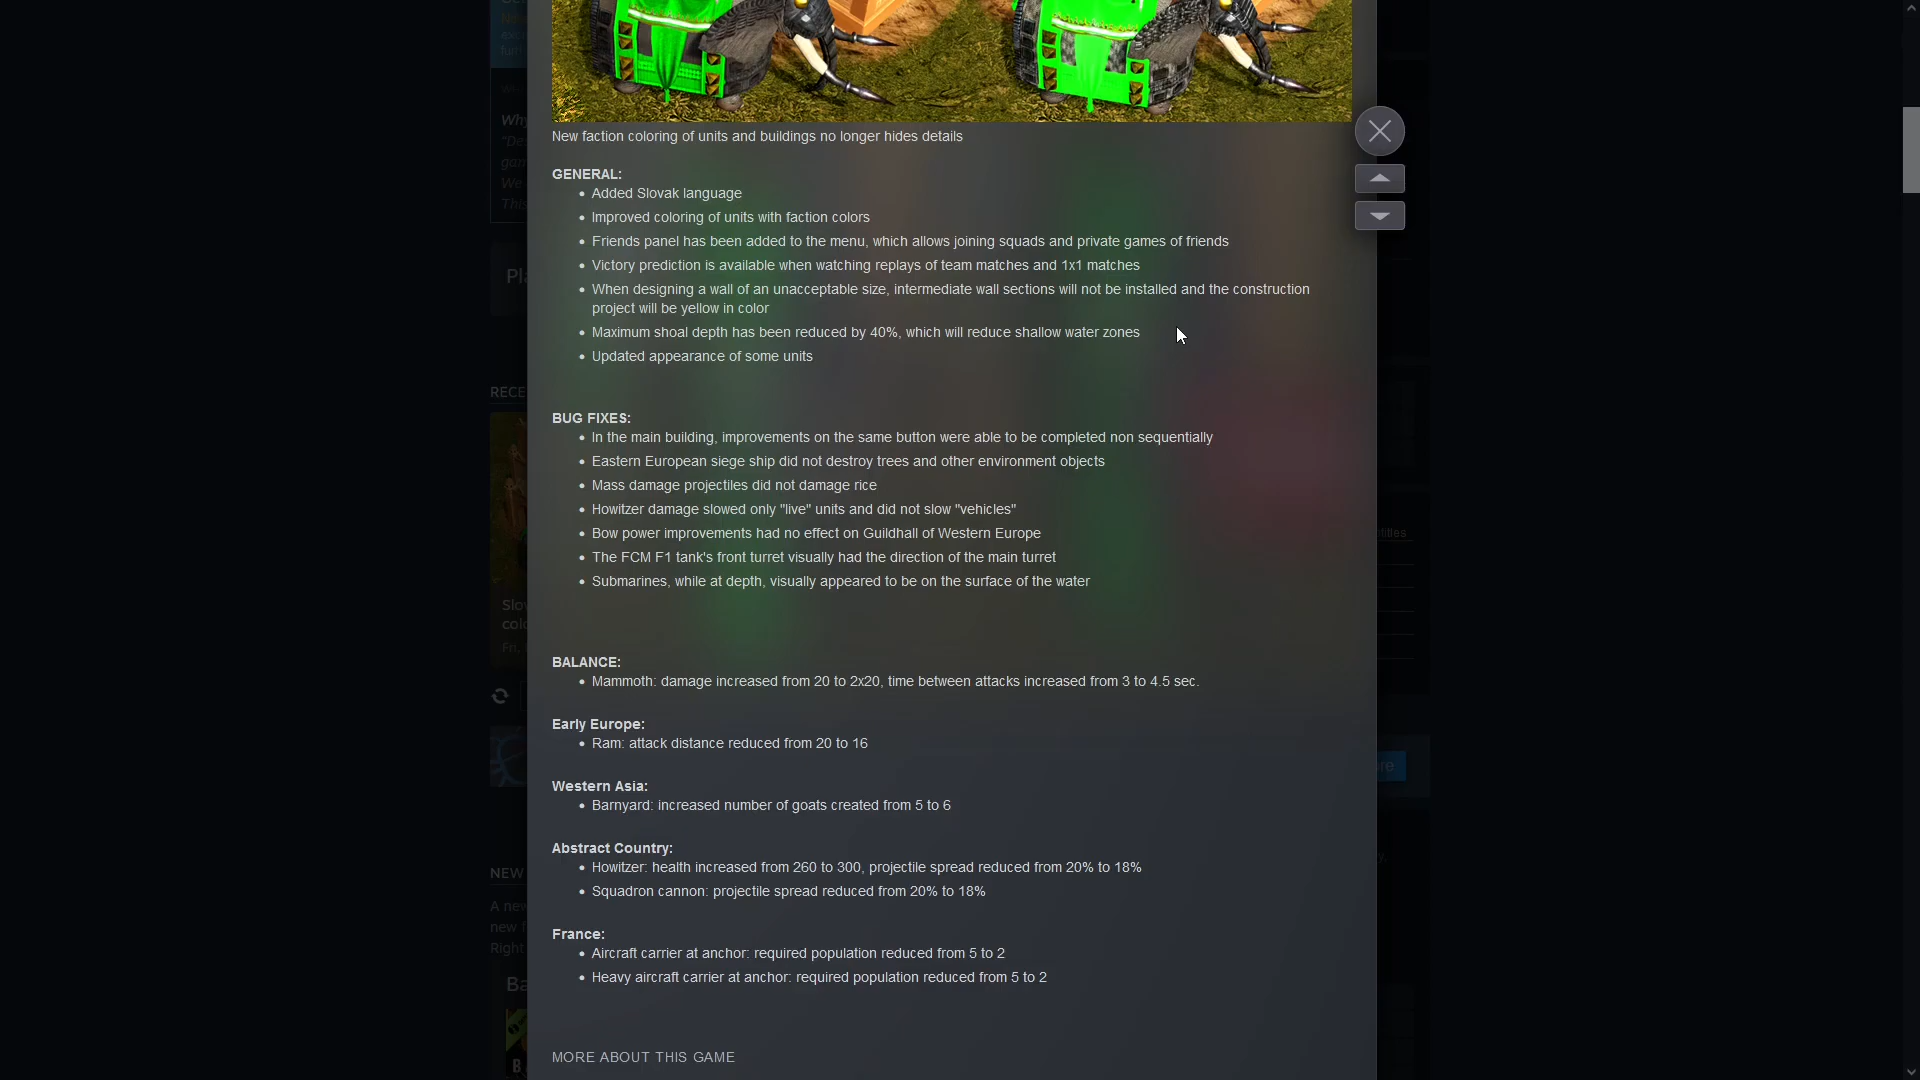 New faction coloring of units and buildings no longer hides details
GENERAL:
• Added Slovak language
• Improved coloring of units with faction colors
• Friends panel has been added to the menu, which allows joining squads and private games of friends
• Victory prediction is available when watching replays of team matches and 1x1 matches
• When designing a wall of an unacceptable size, intermediate wall sections will not be installed and the construction
project will be yellow in color
• Maximum shoal depth has been reduced by 40%, which will reduce shallow water zones
• Updated appearance of some units
RECE
BUG FIXES:
• In the main building, improvements on the same button were able to be completed non sequentially
• Eastern European siege ship did not destroy trees and other environment objects
• Mass damage projectiles did not damage rice
• Howitzer damage slowed only "live" units and did not slow "vehicles"
• Bow power improvements had no effect on Guildhall of Western Europe
• The FCM F1 tank's front turret visually had the direction of the main turret
• Submarines, while at depth, visually appeared to be on the surface of the water
BALANCE:
• Mammoth: damage increased from 20 to 2x20, time between attacks increased from 3 to 4.5 sec.
Early Europe:
• Ram: attack distance reduced from 20 to 16
Western Asia:
• Barnyard: increased number of goats created from 5 to 6
Abstract Country:
• Howitzer: health increased from 260 to 300, projectile spread reduced from 20% to 18%
• Squadron cannon: projectile spread reduced from 20% to 18%
NEW
A new
new f
Right
France:
• Aircraft carrier at anchor: required population reduced from 5 to 2
• Heavy aircraft carrier at anchor: required population reduced from 5 to 2
MORE ABOUT THIS GAME